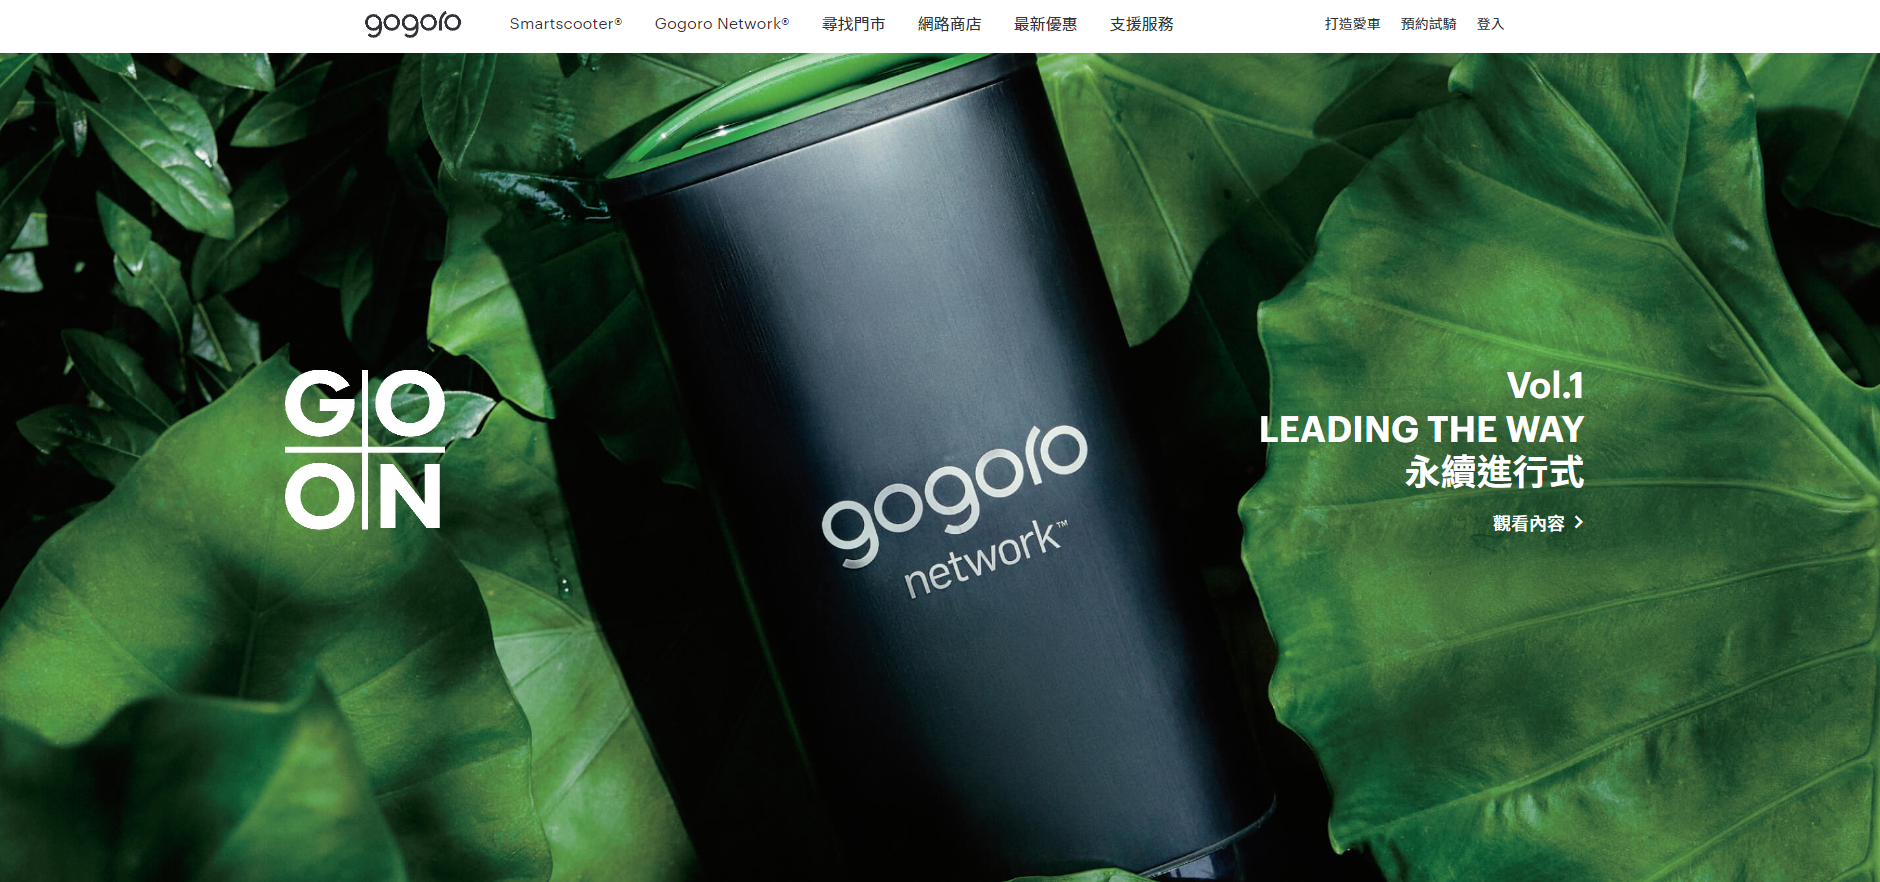 gogoro
Smartscooter®
Gogoro Network®
尋找門市
網路商店
最新優惠
支援服務
打造愛車
預約試騎
登入
GO
ON
gogoro
network™
Vol.1
LEADING THE WAY
永續進行式
觀看內容